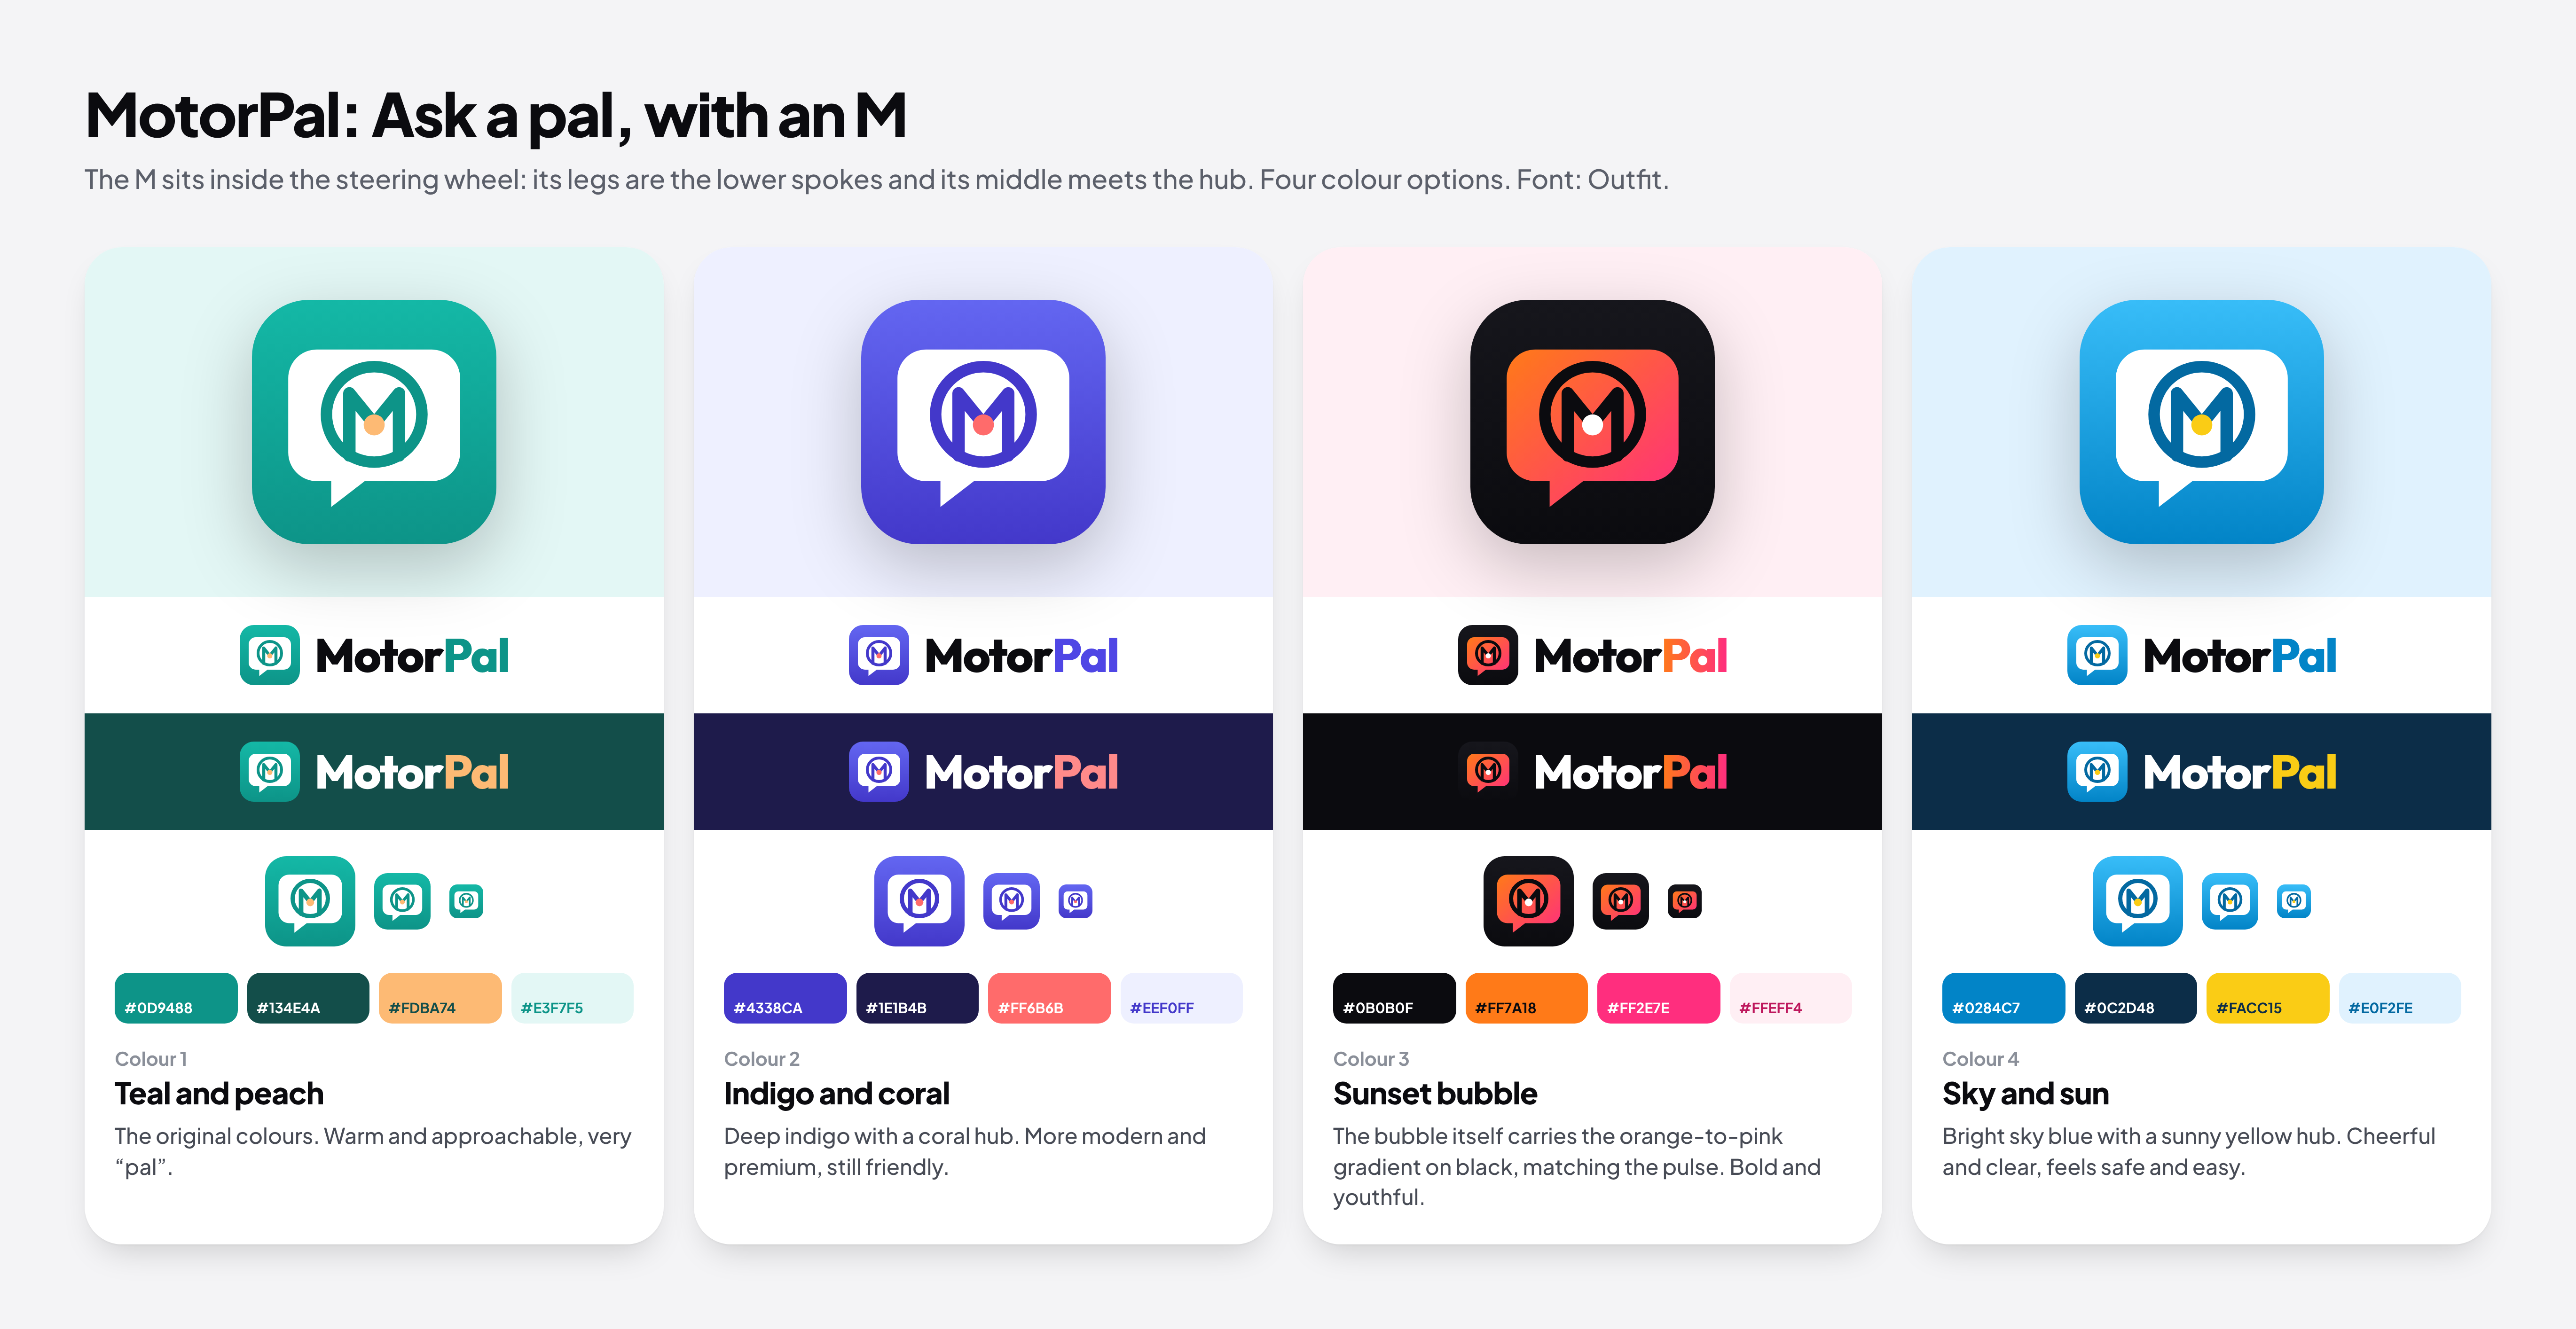 MotorPal: Ask a pal, with an M
The M sits inside the steering wheel: its legs are the lower spokes and its middle meets the hub. Four colour options. Font: Outfit.
M
M
M
M
M MotorPal
M MotorPal
M MotorPal
M MotorPal
M MotorPal
M MotorPal
M MotorPal
M MotorPal
M M M
M M M
M M M
M M M
#0D9488 #134E4A #FDBA74 #E3F7F5
Colour 1
Teal and peach
The original colours. Warm and approachable, very
“pal”.
#4338CA #1E1B4B #FF6B6B #EEF0FF
Colour 2
Indigo and coral
Deep indigo with a coral hub. More modern and
premium, still friendly.
#0B0B0F #FF7A18 #FF2E7E #FFEFF4
Colour 3
Sunset bubble
The bubble itself carries the orange-to-pink
gradient on black, matching the pulse. Bold and
youthful.
#0284C7 #0C2D48 #FACC15 #E0F2FE
Colour 4
Sky and sun
Bright sky blue with a sunny yellow hub. Cheerful
and clear, feels safe and easy.